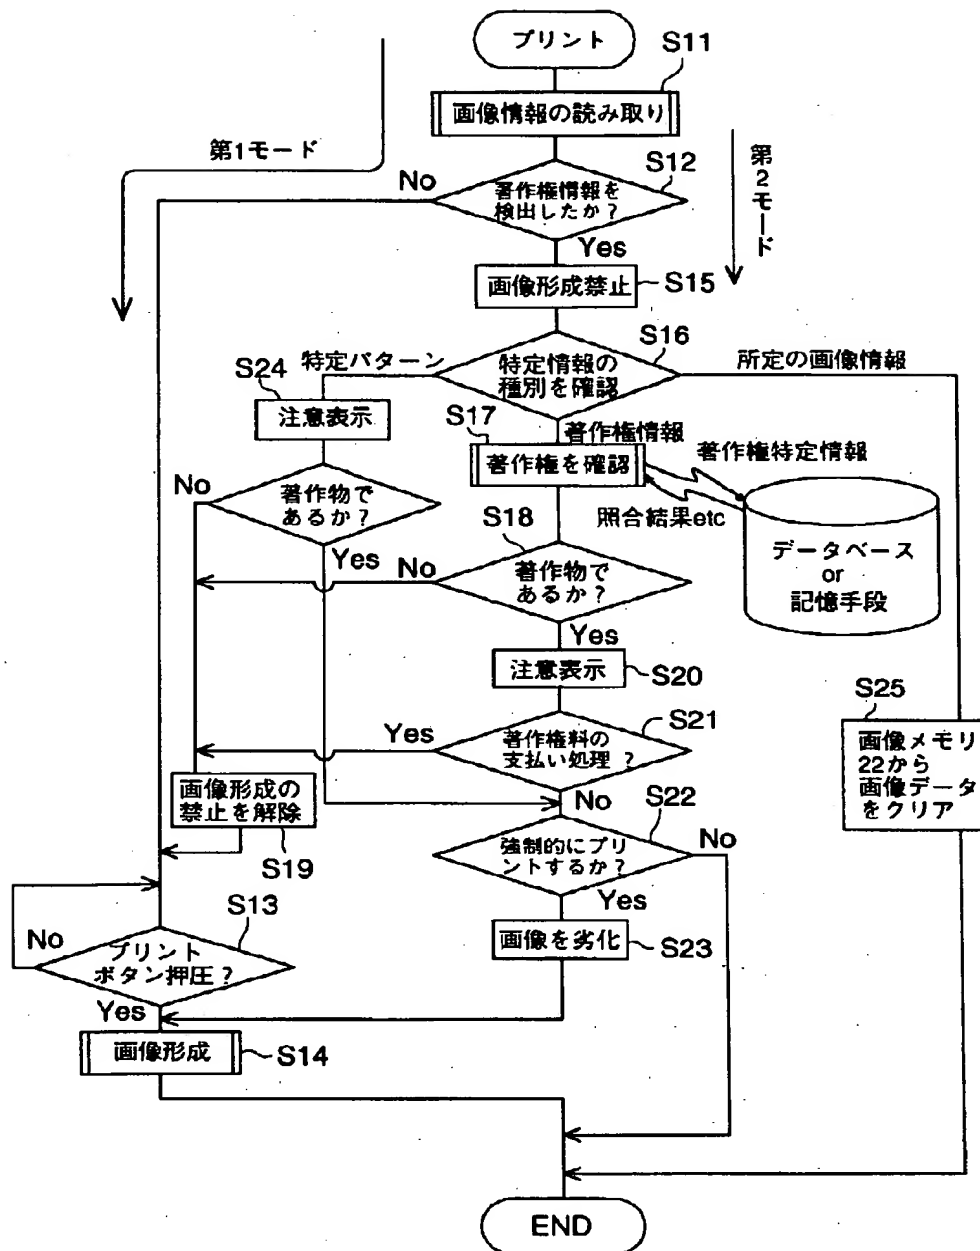 プリント
S11
画像情報の読み取り
第1モード
第2モード
No
S12
著作権情報を
検出したか?
Yes
画像形成禁止
S15
S16
特定パターン
特定情報の
種別を確認
所定の画像情報
S24
注意表示
S17
著作権情報
著作権を確認
著作権特定情報
照合結果etc
データベース
or
記憶手段
No
著作物で
あるか?
Yes
S18
No
著作物で
あるか?
Yes
注意表示
S20
S21
Yes
著作権料の
支払い処理?
No
S25
画像メモリ
22から
画像データ
をクリア
画像形成の
禁止を解除
S19
S22
強制的にプリ
ントするか?
No
Yes
画像を劣化
S23
S13
No
プリント
ボタン押圧?
Yes
画像形成
S14
END